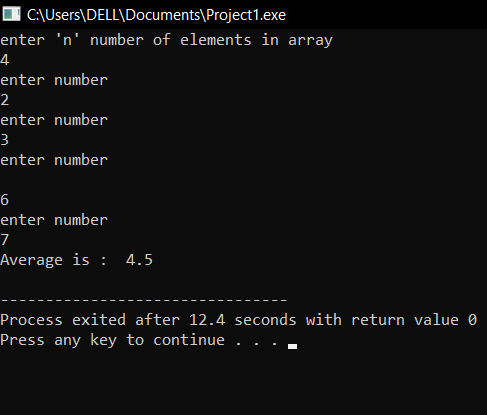 C:\Users\DELL\Documents\Project1.exe
enter 'n' number of elements in array
4
enter number
2
enter number
3
enter number
6
enter number
7
Average is :  4.5
--------------------------------
Process exited after 12.4 seconds with return value 0
Press any key to continue . . .